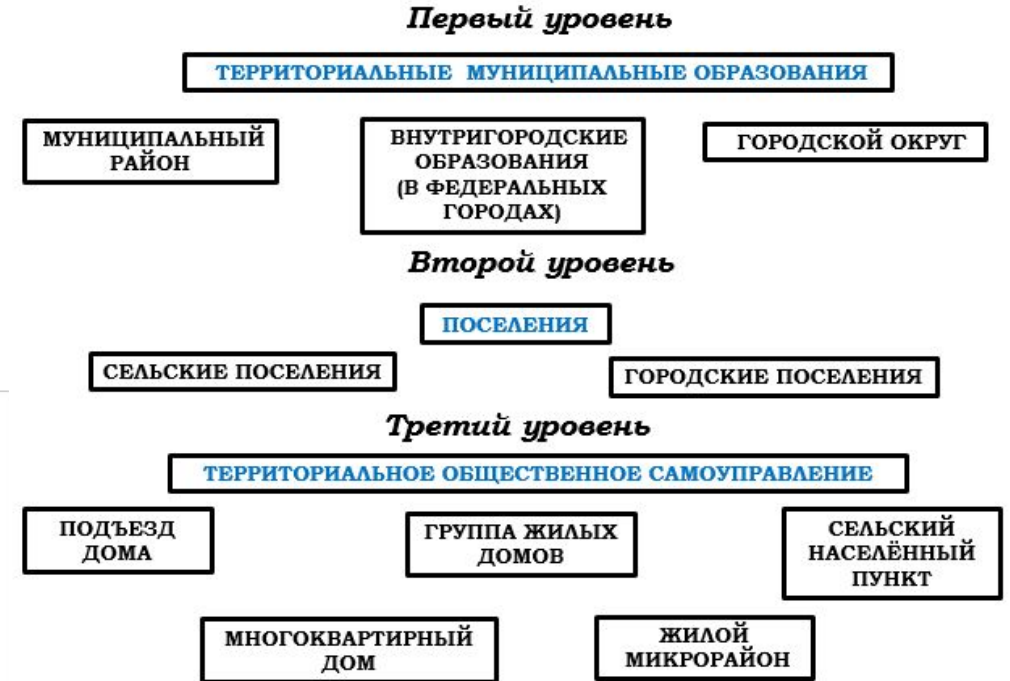 Первый уровень
ТЕРРИТОРИАЛЬНЫЕ МУНИЦИПАЛЬНЫЕ ОБРАЗОВАНИЯ
МУНИЦИПАЛЬНЫЙ
РАЙОН
ВНУТРИГОРОДСКИЕ
ОБРАЗОВАНИЯ
(В ФЕДЕРАЛЬНЫХ
ГОРОДАХ)
ГОРОДСКОЙ ОКРУГ
Второй уровень
ПОСЕЛЕНИЯ
СЕЛЬСКИЕ ПОСЕЛЕНИЯ
ГОРОДСКИЕ ПОСЕЛЕНИЯ
Третий уровень
ТЕРРИТОРИАЛЬНОЕ ОБЩЕСТВЕННОЕ САМОУПРАВЛЕНИЕ
ПОДЪЕЗД
ДОМА
ГРУППА ЖИЛЫХ
ДОМОВ
СЕЛЬСКИЙ
НАСЕЛЁННЫЙ
ПУНКТ
МНОГОКВАРТИРНЫЙ
ДОМ
ЖИЛОЙ
МИКРОРАЙОН